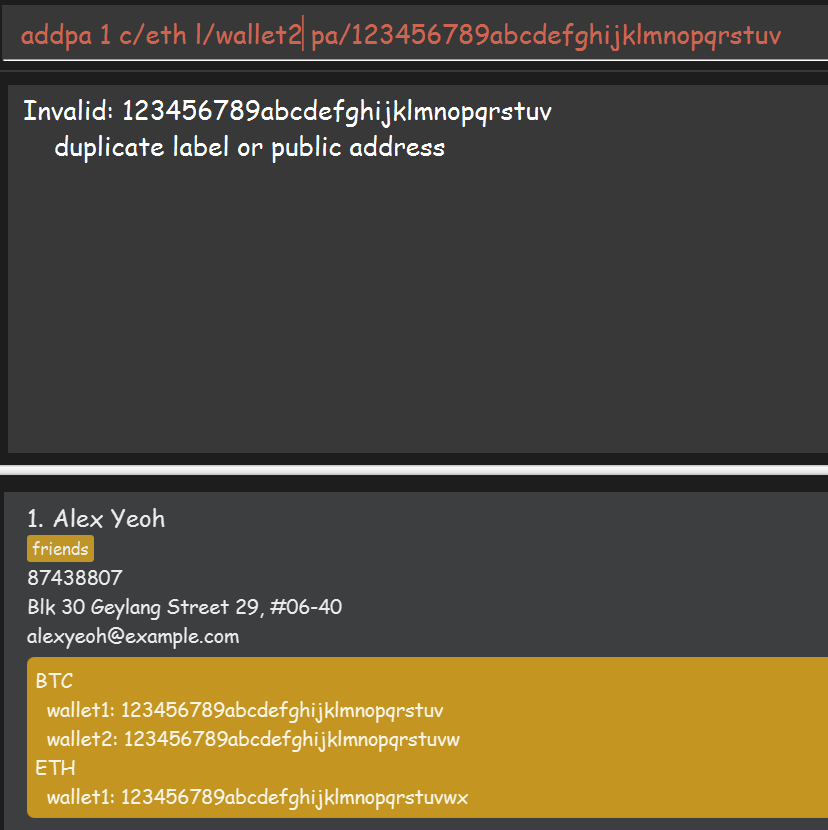 addpa 1 c/eth l/wallet2 pa/123456789abcdefghijklmnopqrstuv
Invalid: 123456789abcdefghijklmnopqrstuv
duplicate label or public address
1. Alex Yeoh
friends
87438807
Blk 30 Geylang Street 29, #06-40
alexyeoh@example.com
BTC
wallet1: 123456789abcdefghijklmnopqrstuv
wallet2: 123456789abcdefghijklmnopqrstuvw
ETH
wallet1: 123456789abcdefghijklmnopqrstuvwx